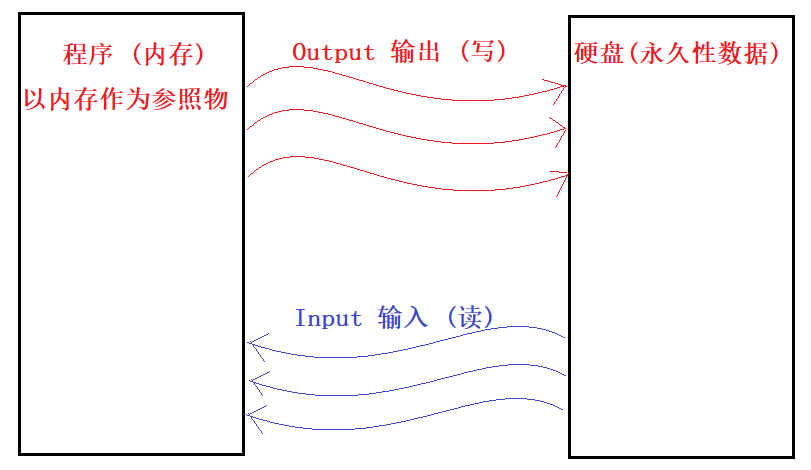 程序 (内存)
以内存作为参照物
Output 输出 (写)
硬盘(永久性数据)
Input 输入 (读)